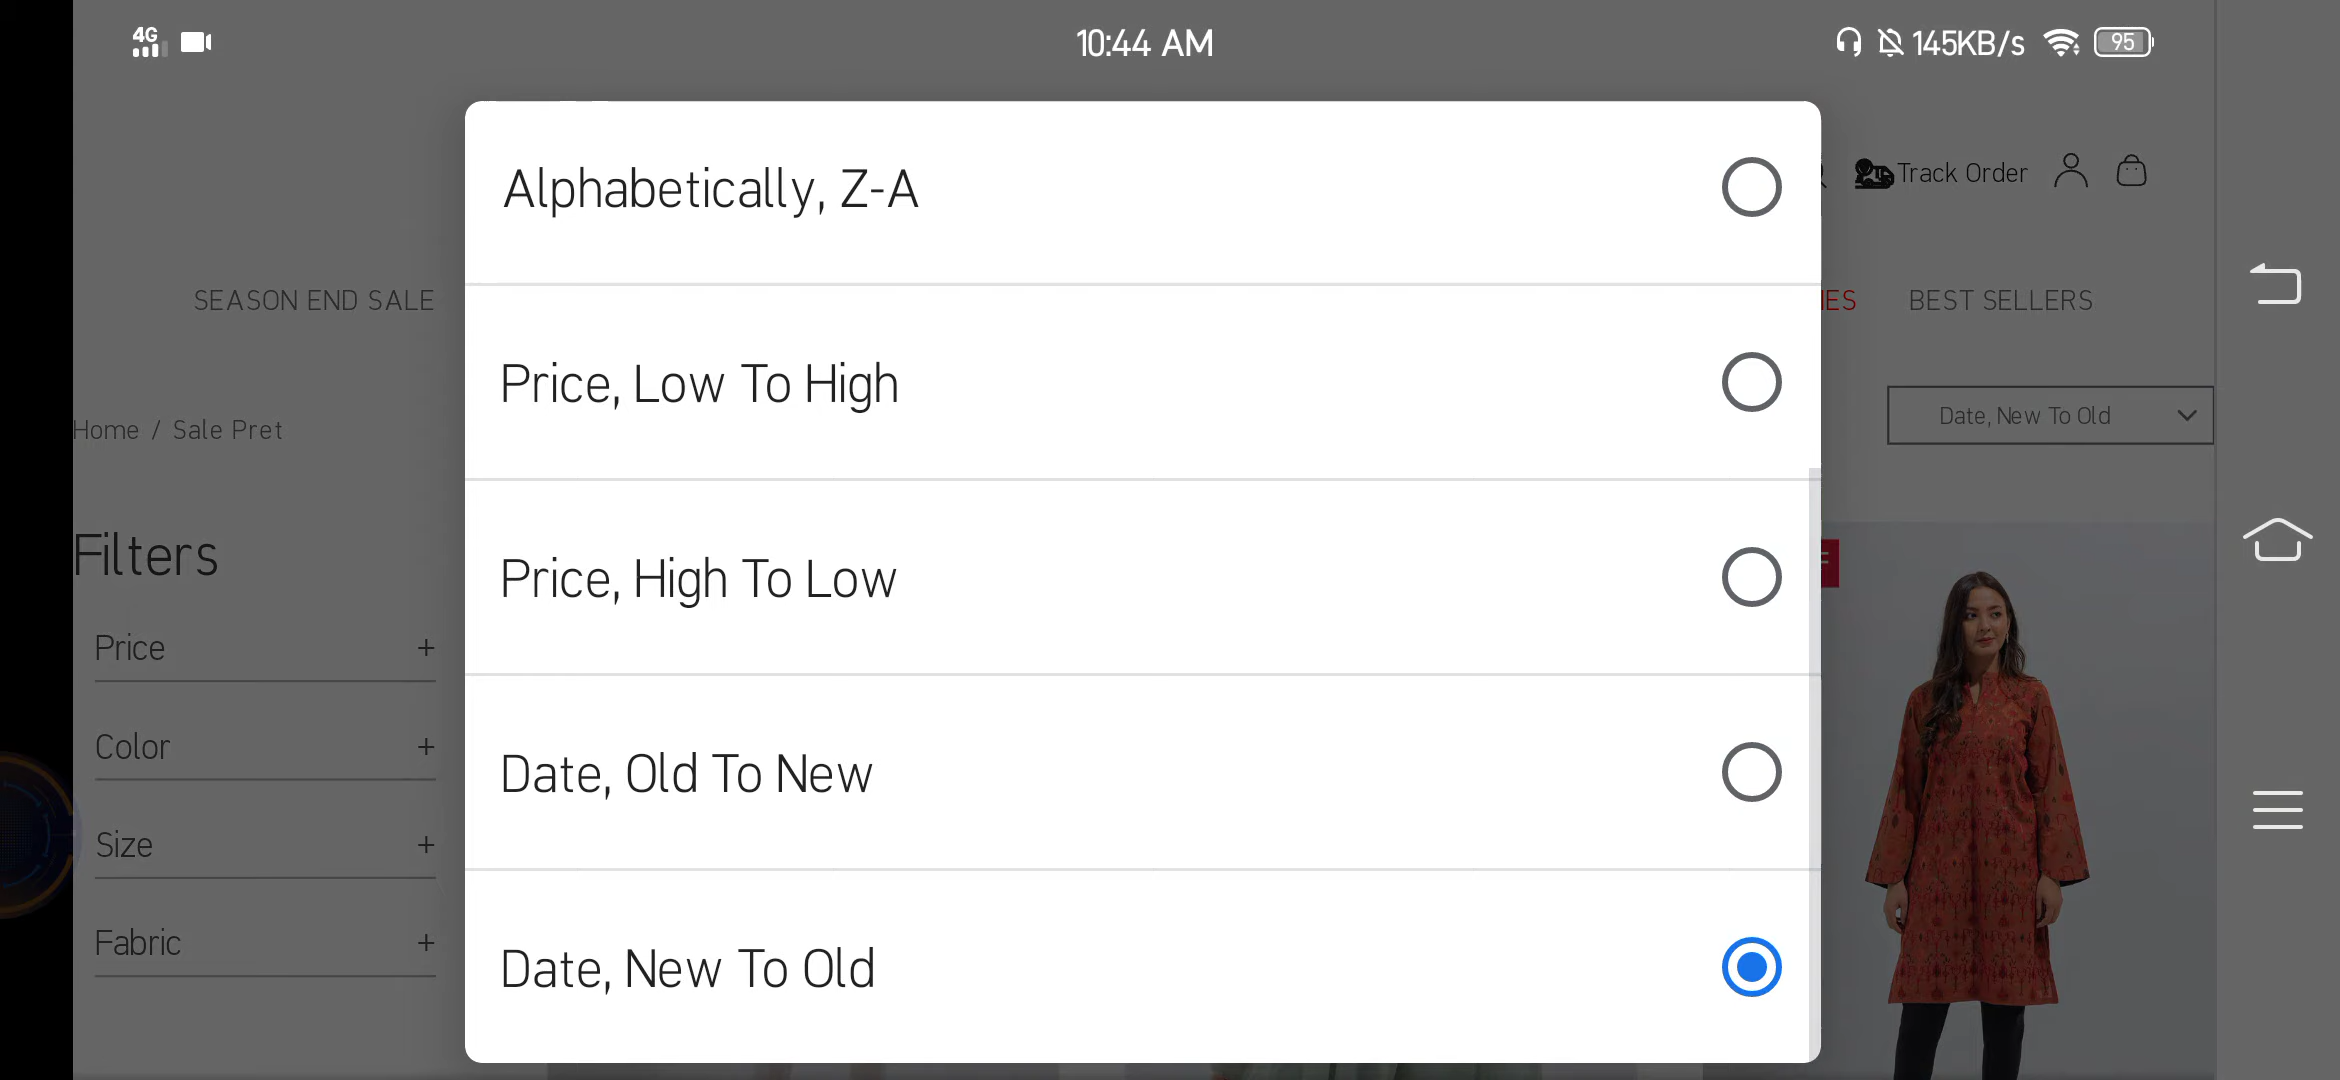 4G
10:44 AM
145KB/s
95
Track Order
SEASON END SALE
IES
BEST SELLERS
Home / Sale Pret
Date, New To Old
Filters
Price +
Color +
Size +
Fabric +
Alphabetically, Z-A
Price, Low To High
Price, High To Low
Date, Old To New
Date, New To Old